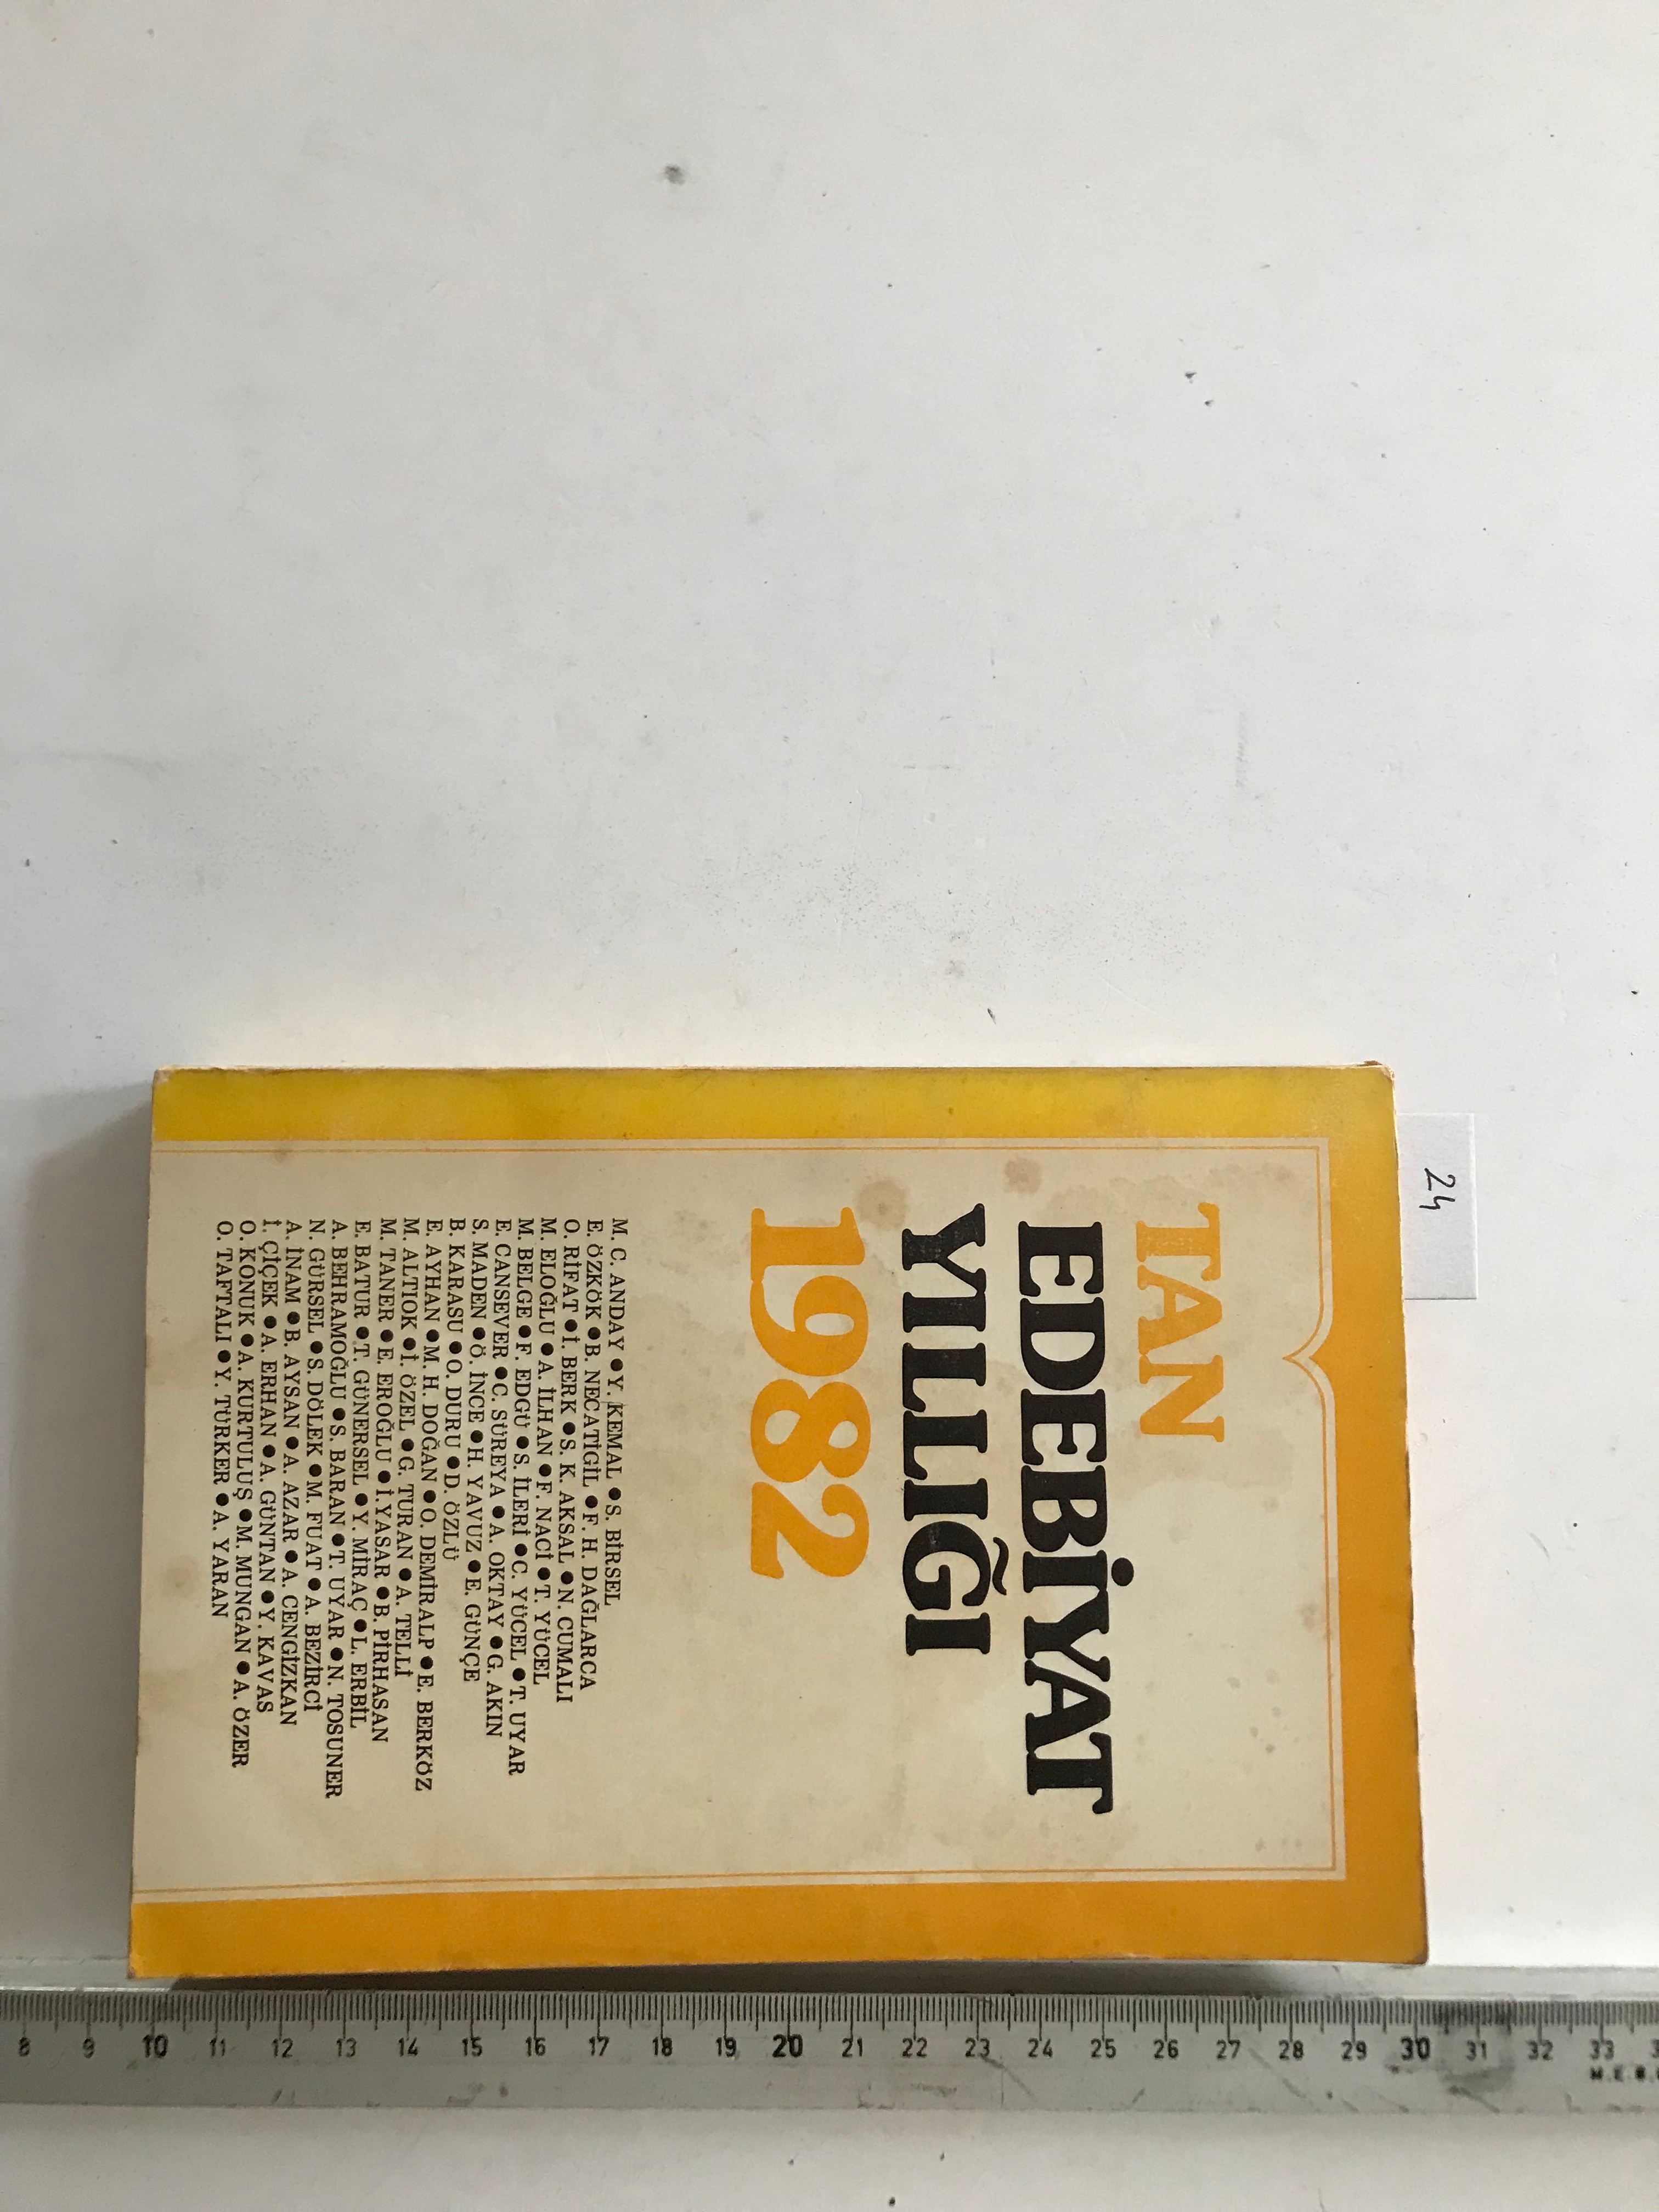 24
TAN
EDEBİYAT
YILLIĞI
1982
M. C. ANDAY ● Y. KEMAL ● S. BİRSEL
E. ÖZKÖK ● B. NECATİGİL ● F. H. DAĞLARCA
O. RİFAT ● İ. BERK ● S. K. AKSAL ● N. CUMALI
M. ELOĞLU ● A. İLHAN ● F. NACİ ● T. YÜCEL
M. BELGE ● F. EDGÜ ● S. İLERİ ● C. YÜCEL ● T. UYAR
E. CANSEVER ● C. SÜREYA ● A. OKTAY ● G. AKIN
S. MADEN ● Ö. İNCE ● H. YAVUZ ● E. GÜNÇE
B. KARASU ● O. DURU ● D. ÖZLÜ
E. AYHAN ● M. H. DOĞAN ● O. DEMİRALP ● E. BERKÖZ
M. ALTIOK ● İ. ÖZEL ● G. TURAN ● A. TELLİ
M. TANER ● E. EROĞLU ● İ. YAŞAR ● B. PİRHASAN
E. BATUR ● T. GÜNERSEL ● Y. MİRAÇ ● L. ERBİL
A. BEHRAMOĞLU ● S. BARAN ● T. UYAR ● N. TOSUNER
N. GÜRSEL ● S. DÖLEK ● M. FUAT ● A. BEZİRCİ
A. İNAM ● B. AYSAN ● A. AZAR ● A. CENGİZKAN
İ. ÇİÇEK ● A. ERHAN ● A. GÜNTAN ● Y. KAVAS
O. KONUK ● A. KURTULUŞ ● M. MUNGAN ● A. ÖZER
O. TAFTALI ● Y. TÜRKER ● A. YARAN
8 9 10 11 12 13 14 15 16 17 18 19 20 21 22 23 24 25 26 27 28 29 30 31 32 33